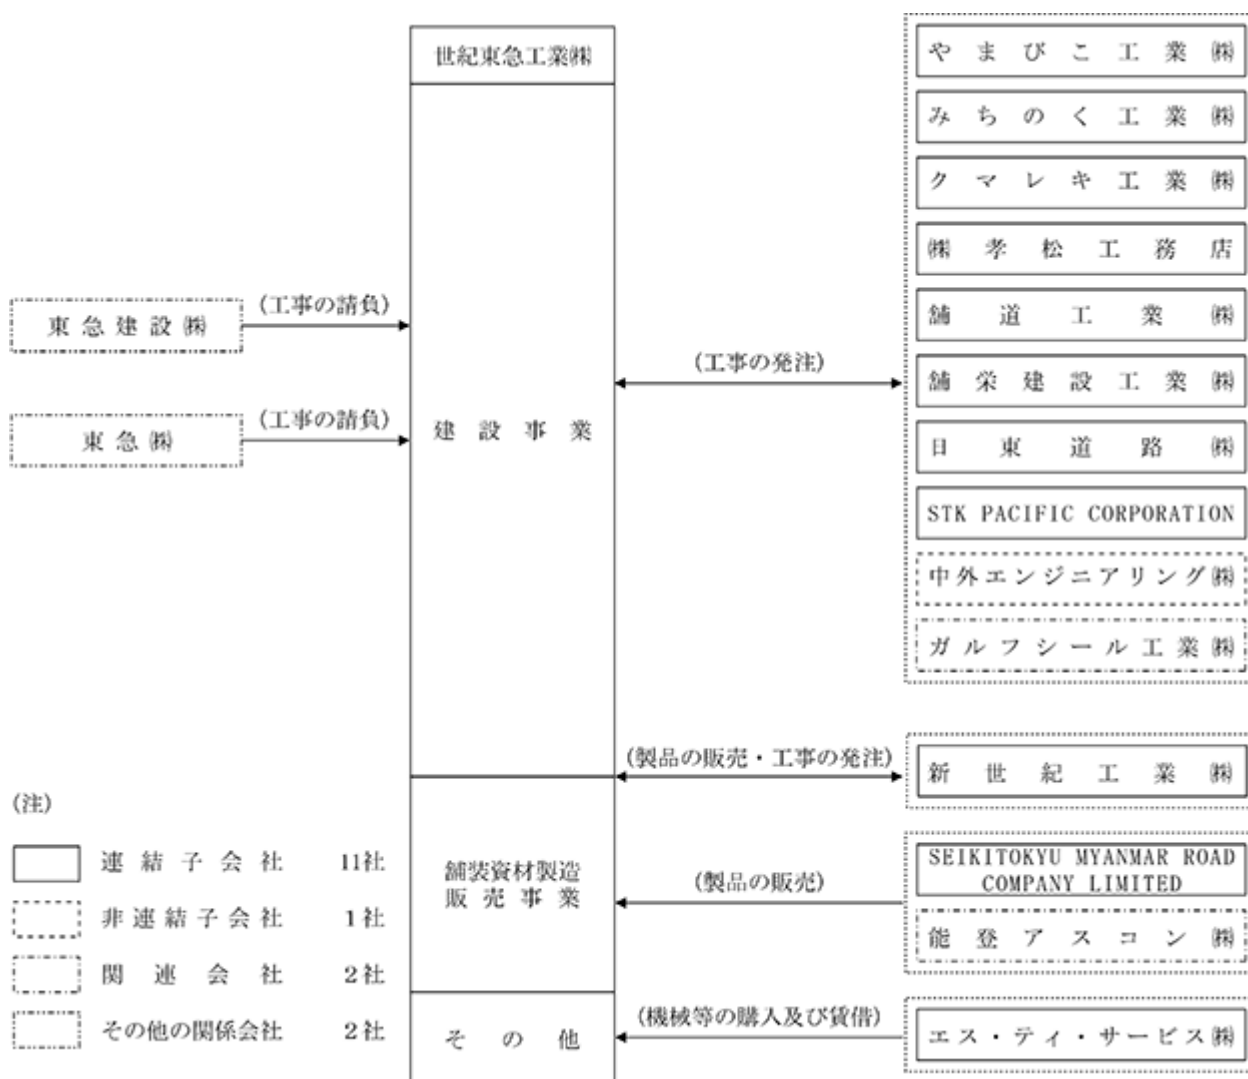 世紀東急工業㈱
東急建設㈱
(工事の請負)
東急㈱
(工事の請負)
建設事業
(工事の発注)
やまびこ工業㈱
みちのく工業㈱
クマレキ工業㈱
㈱孝松工務店
舗道工業㈱
舗栄建設工業㈱
日東道路㈱
STK PACIFIC CORPORATION
中外エンジニアリング㈱
ガルフシール工業㈱
(製品の販売・工事の発注)
新世紀工業㈱
舗装資材製造
販売事業
(製品の販売)
SEIKITOKYU MYANMAR ROAD
COMPANY LIMITED
能登アスコン㈱
その他
(機械等の購入及び賃借)
エス・ティ・サービス㈱
(注)
連結子会社 11社
非連結子会社 1社
関連会社 2社
その他の関係会社 2社